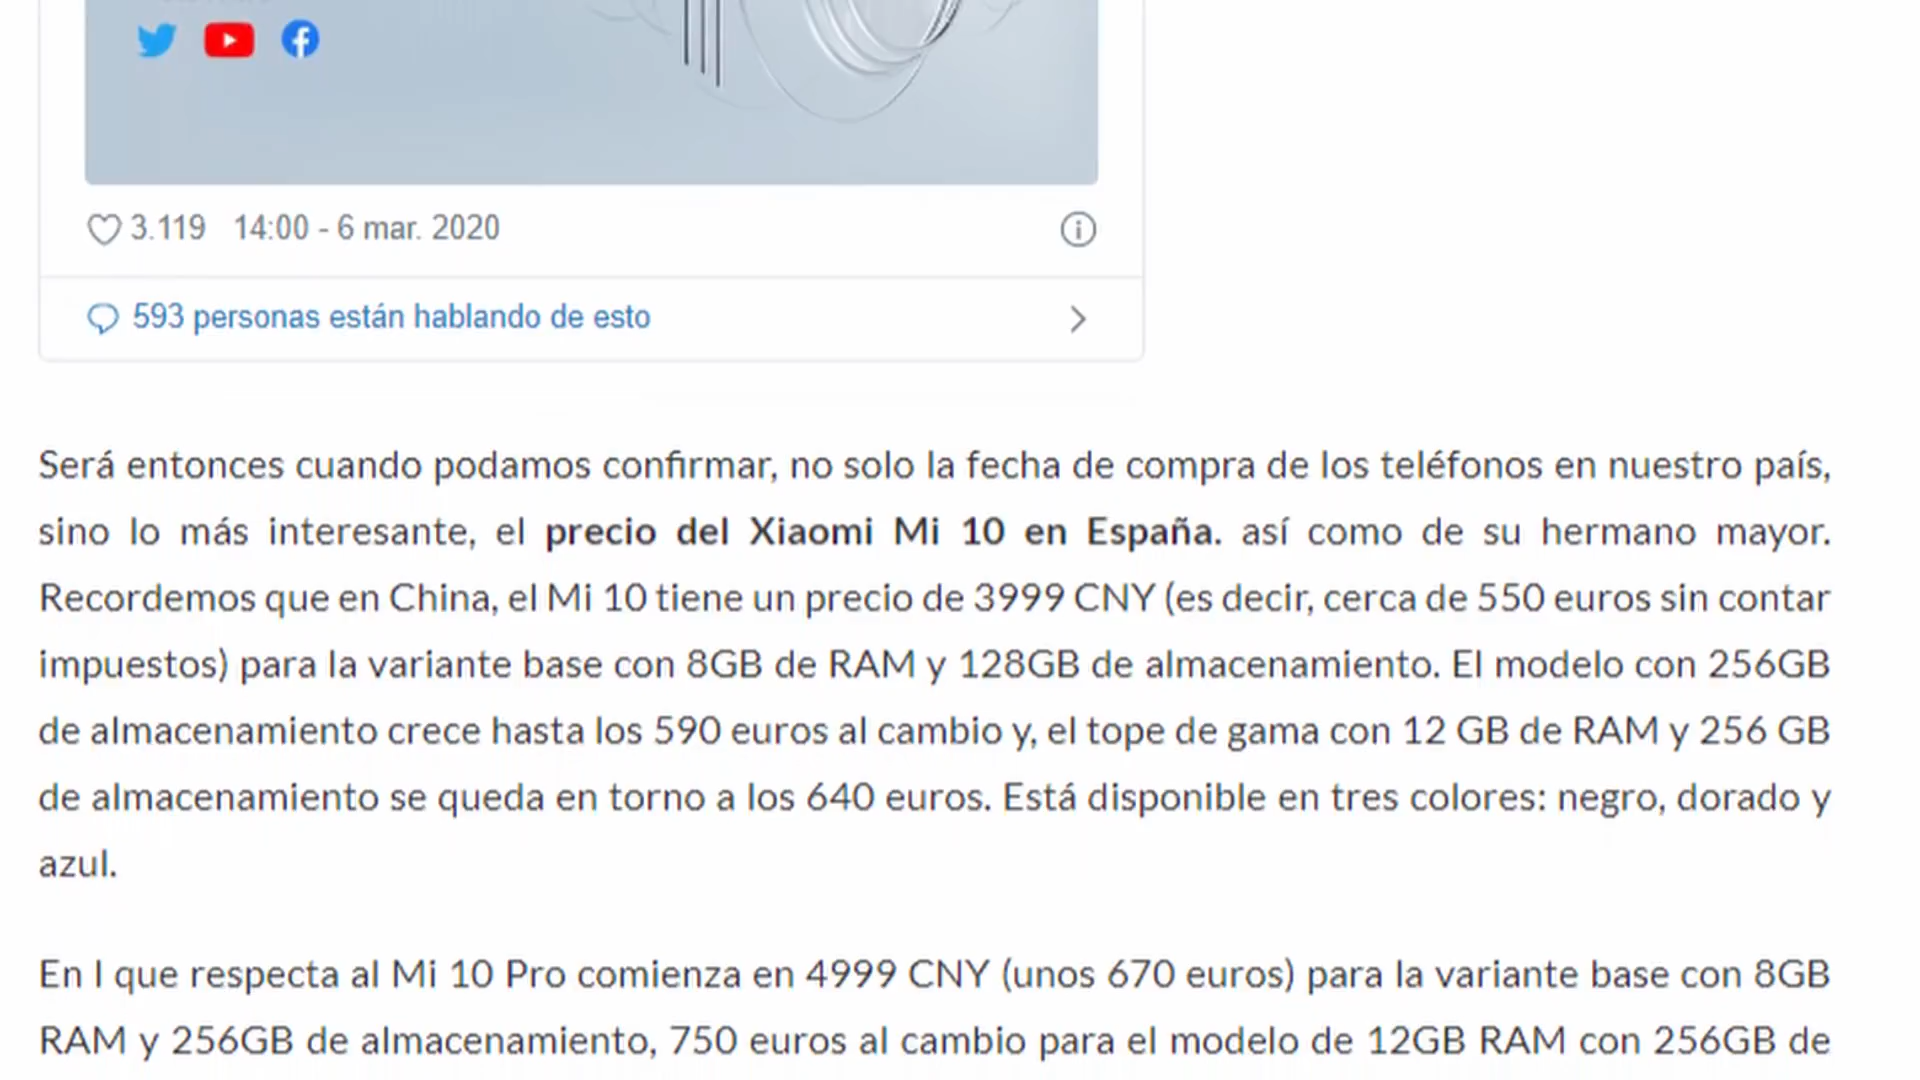 3.119 14:00 - 6 mar. 2020
593 personas están hablando de esto
Será entonces cuando podamos confirmar, no solo la fecha de compra de los teléfonos en nuestro país,
sino lo más interesante, el precio del Xiaomi Mi 10 en España. así como de su hermano mayor.
Recordemos que en China, el Mi 10 tiene un precio de 3999 CNY (es decir, cerca de 550 euros sin contar
impuestos) para la variante base con 8GB de RAM y 128GB de almacenamiento. El modelo con 256GB
de almacenamiento crece hasta los 590 euros al cambio y, el tope de gama con 12 GB de RAM y 256 GB
de almacenamiento se queda en torno a los 640 euros. Está disponible en tres colores: negro, dorado y
azul.
En l que respecta al Mi 10 Pro comienza en 4999 CNY (unos 670 euros) para la variante base con 8GB
RAM y 256GB de almacenamiento, 750 euros al cambio para el modelo de 12GB RAM con 256GB de